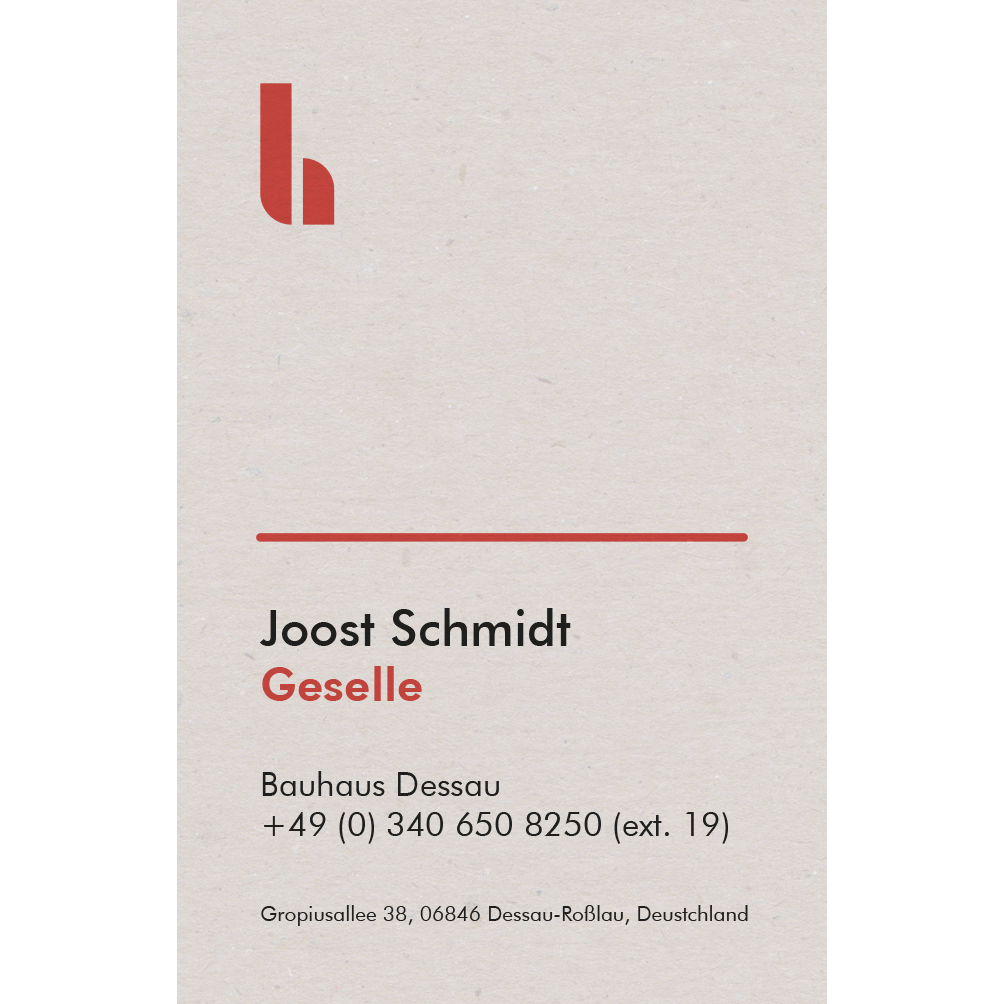 Joost Schmidt
Geselle
Bauhaus Dessau
+49 (0) 340 650 8250 (ext. 19)
Gropiusallee 38, 06846 Dessau-Roßlau, Deustchland